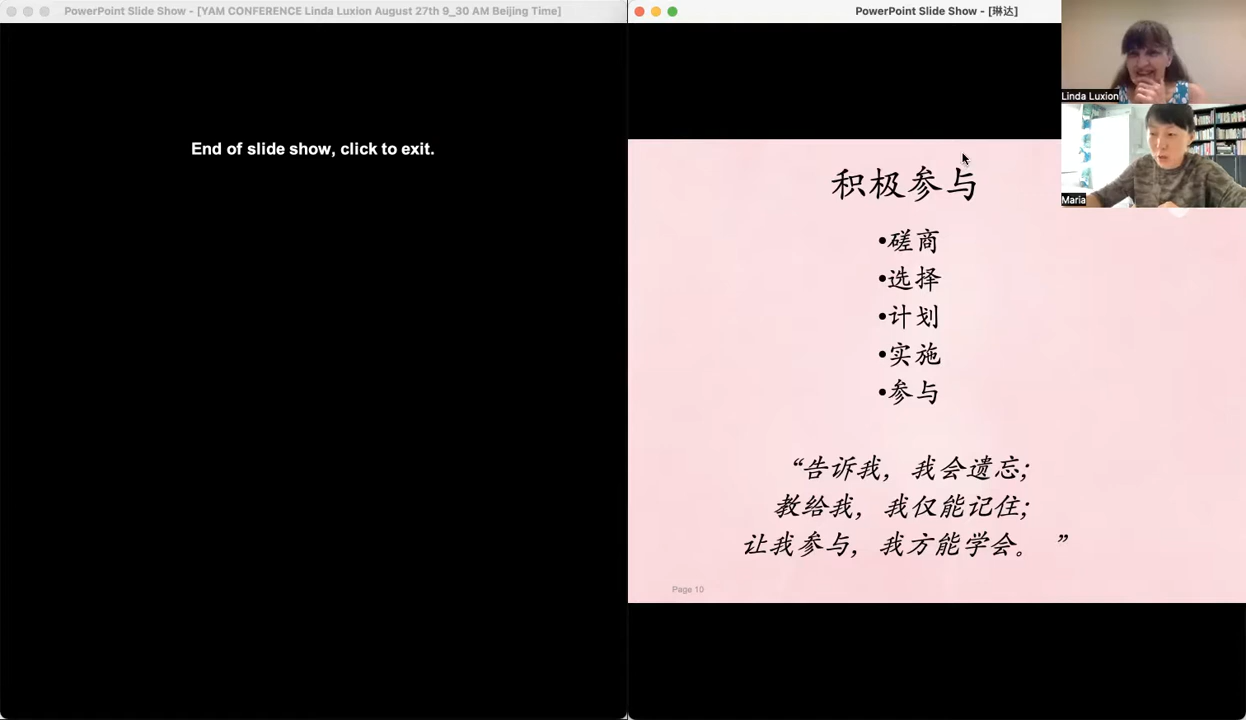 PowerPoint Slide Show - [YAM CONFERENCE Linda Luxion August 27th 9_30 AM Beijing Time]
End of slide show, click to exit.
PowerPoint Slide Show - [琳达]
Linda Luxion
Maria
积极参与
•磋商
•选择
•计划
•实施
•参与
“告诉我，我会遗忘;
教给我，我仅能记住;
让我参与，我方能学会。 ”
Page 10